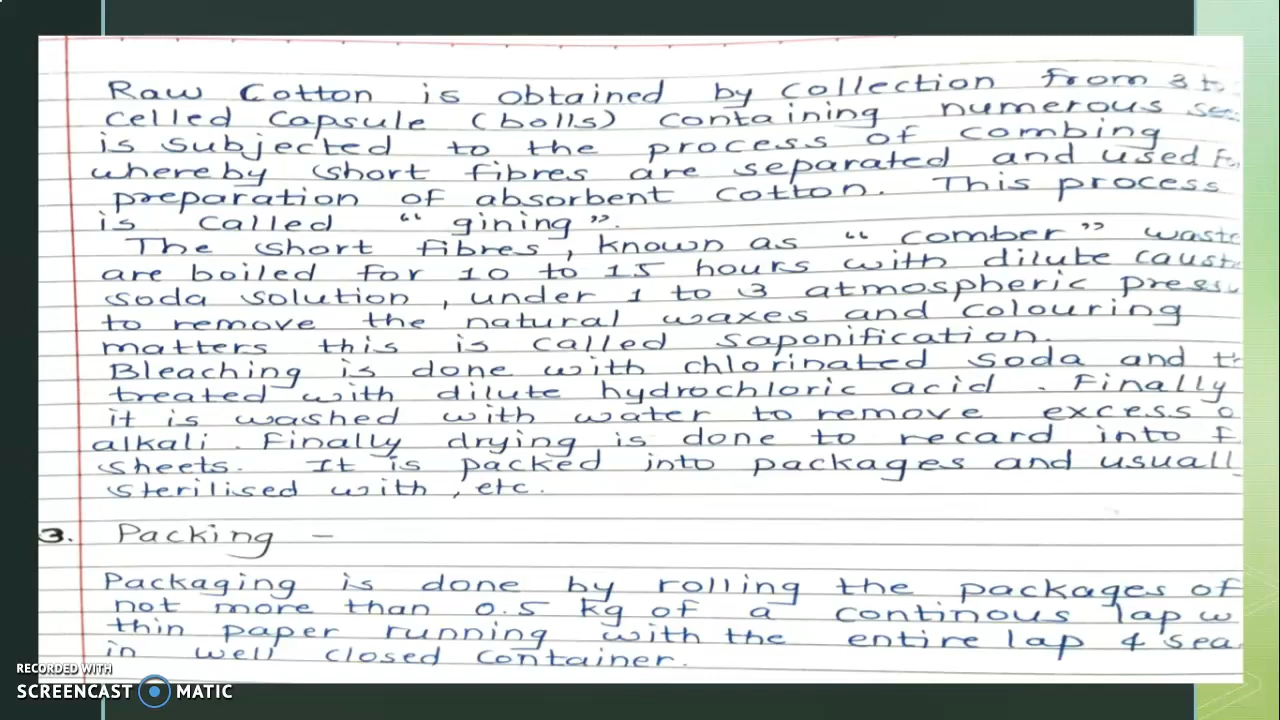 Raw Cotton is obtained by collection from 3
celled capsule (bolls) containing numerous
is subjected to the process of combing
whereby short fibres are separated and used
preparation of absorbent cotton. This process
is called “ gining ”.
The short fibres, known as “ comber ”
are boiled for 10 to 15 hours with dilute
soda solution, under 1 to 3 atmospheric
to remove the natural waxes and colouring
matters this is called saponification.
Bleaching is done with chlorinated soda and
treated with dilute hydrochloric acid. Finally
it is washed with water to remove excess
alkali. Finally drying is done to recard into
sheets. It is packed into packages and
sterilised with, etc.
3. Packing –
Packaging is done by rolling the packages of
not more than 0.5 kg of a continous lap
thin paper running with the entire lap &
in well closed container.
RECORDED WITH
SCREENCAST MATIC